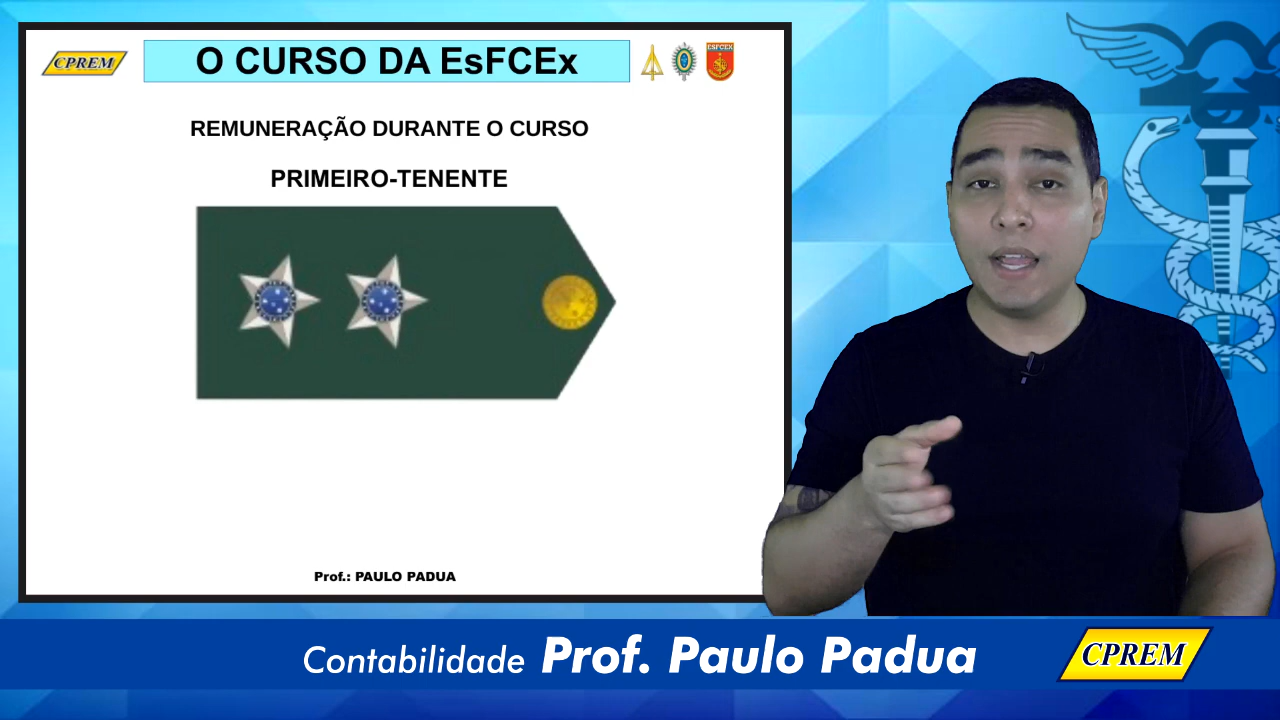 CPREM
O CURSO DA EsFCEx
ESFCEX
REMUNERAÇÃO DURANTE O CURSO
PRIMEIRO-TENENTE
Prof.: PAULO PADUA
Contabilidade Prof. Paulo Padua
CPREM